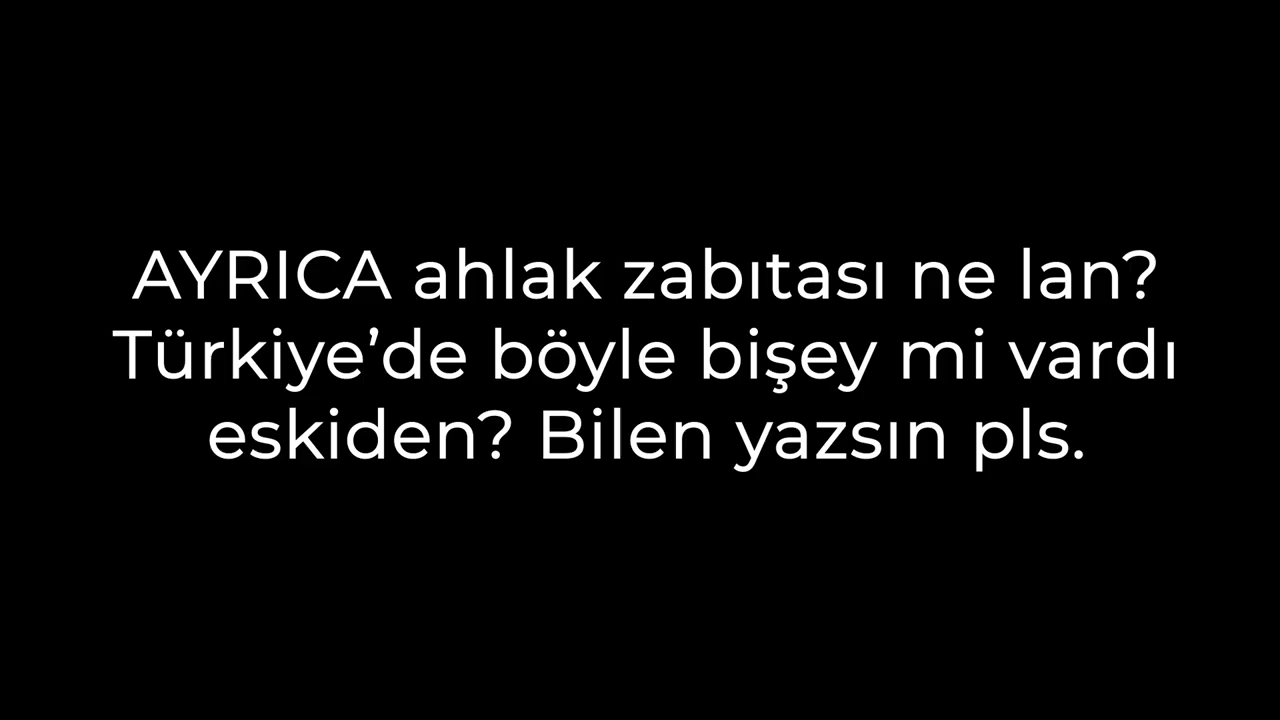 AYRICA ahlak zabıtası ne lan?
Türkiye’de böyle bişey mi vardı
eskiden? Bilen yazsın pls.